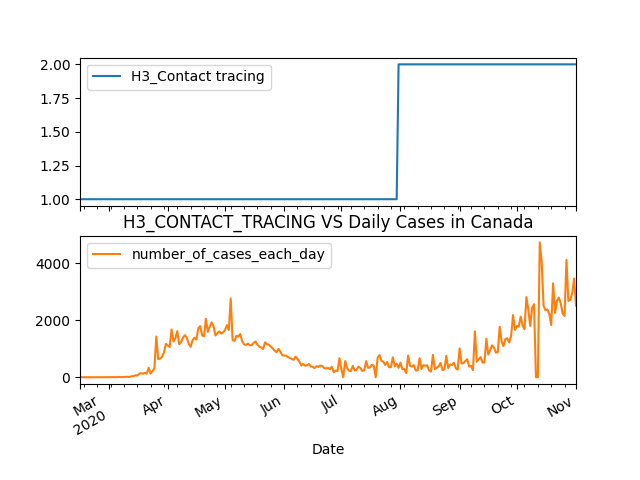 2.00
H3_Contact tracing
1.75
1.50
1.25
1.00
H3_CONTACT_TRACING VS Daily Cases in Canada
number_of_cases_each_day
4000
2000
0
Mar
2020
Apr
May
Jun
Jul
Aug
Sep
Oct
Nov
Date